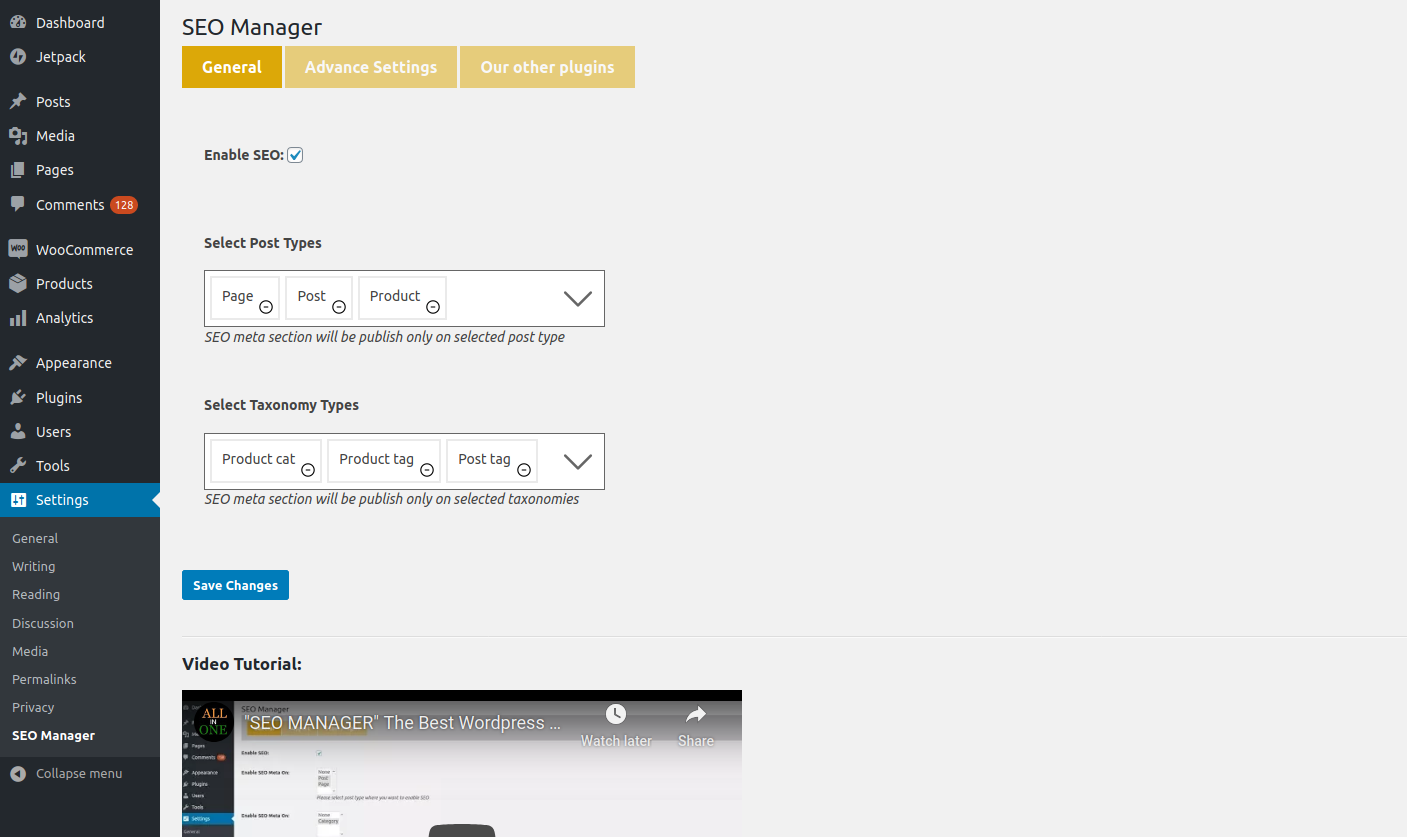 Dashboard
Jetpack
Posts
Media
Pages
Comments 128
WooCommerce
Products
Analytics
Appearance
Plugins
Users
Tools
Settings
General
Writing
Reading
Discussion
Media
Permalinks
Privacy
SEO Manager
Collapse menu
SEO Manager
General Advance Settings Our other plugins
Enable SEO:
Select Post Types
Page Post Product
SEO meta section will be publish only on selected post type
Select Taxonomy Types
Product cat Product tag Post tag
SEO meta section will be publish only on selected taxonomies
Save Changes
Video Tutorial:
ALL
IN
ONE
"SEO MANAGER" The Best Wordpress ...
Watch later Share
SEO Manager
Pages
Comments
Appearance
Plugins
Users
Tools
Settings
General
Enable SEO:
Enable SEO Meta On:
None
Post
Page
Please select post type where you want to enable SEO
Enable SEO Meta On:
None
Category